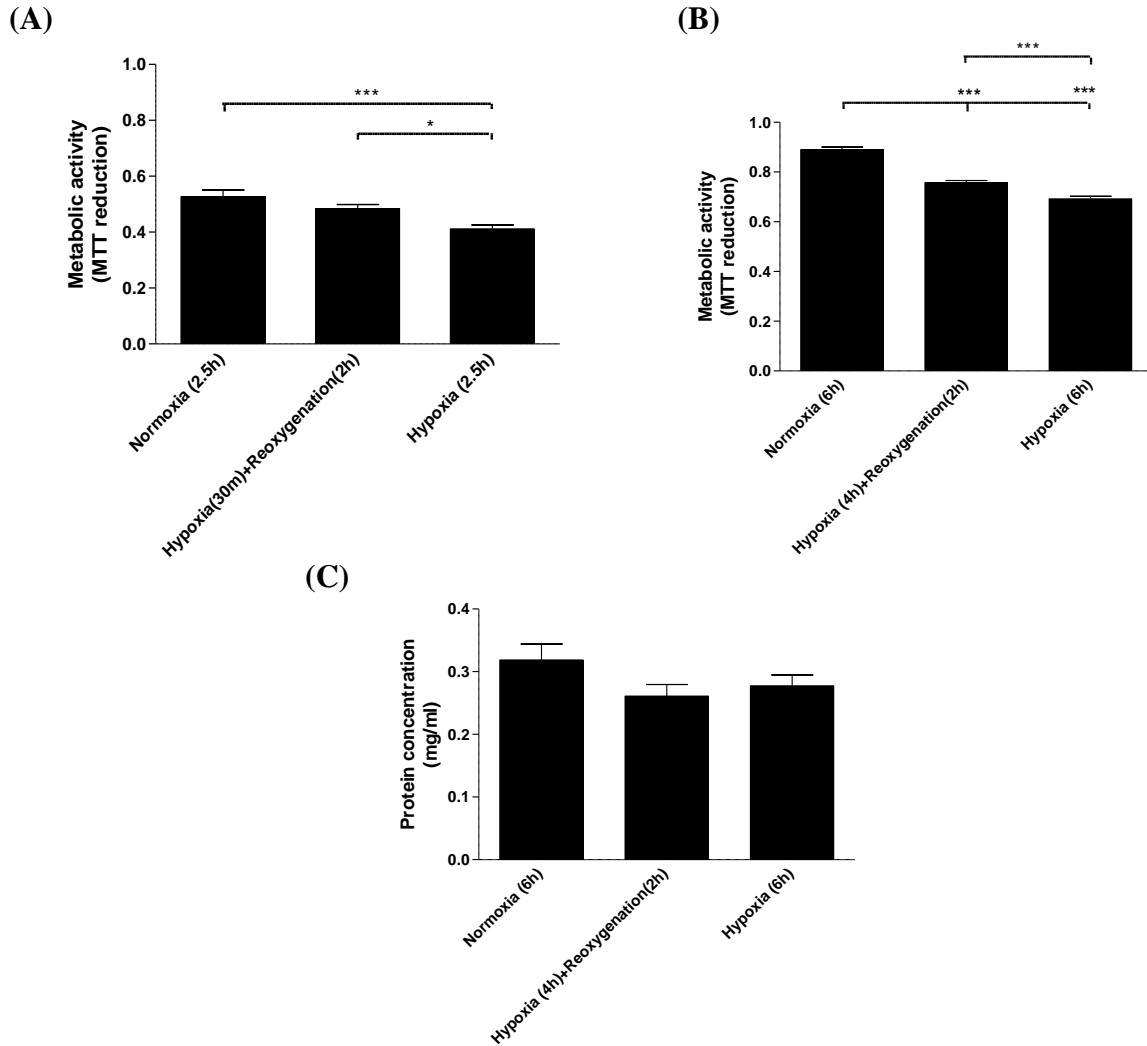 (A)
1.0
0.8
0.6
0.4
0.2
0.0
Metabolic activity
(MTT reduction)
***
*
Normoxia (2.5h)
Hypoxia(30m)+Reoxygenation(2h)
Hypoxia (2.5h)
(B)
***
***
***
1.0
0.8
0.6
0.4
0.2
0.0
Metabolic activity
(MTT reduction)
Normoxia (6h)
Hypoxia (4h)+Reoxygenation(2h)
Hypoxia (6h)
(C)
0.4
0.3
0.2
0.1
0.0
Protein concentration
(mg/ml)
Normoxia (6h)
Hypoxia (4h)+Reoxygenation(2h)
Hypoxia (6h)